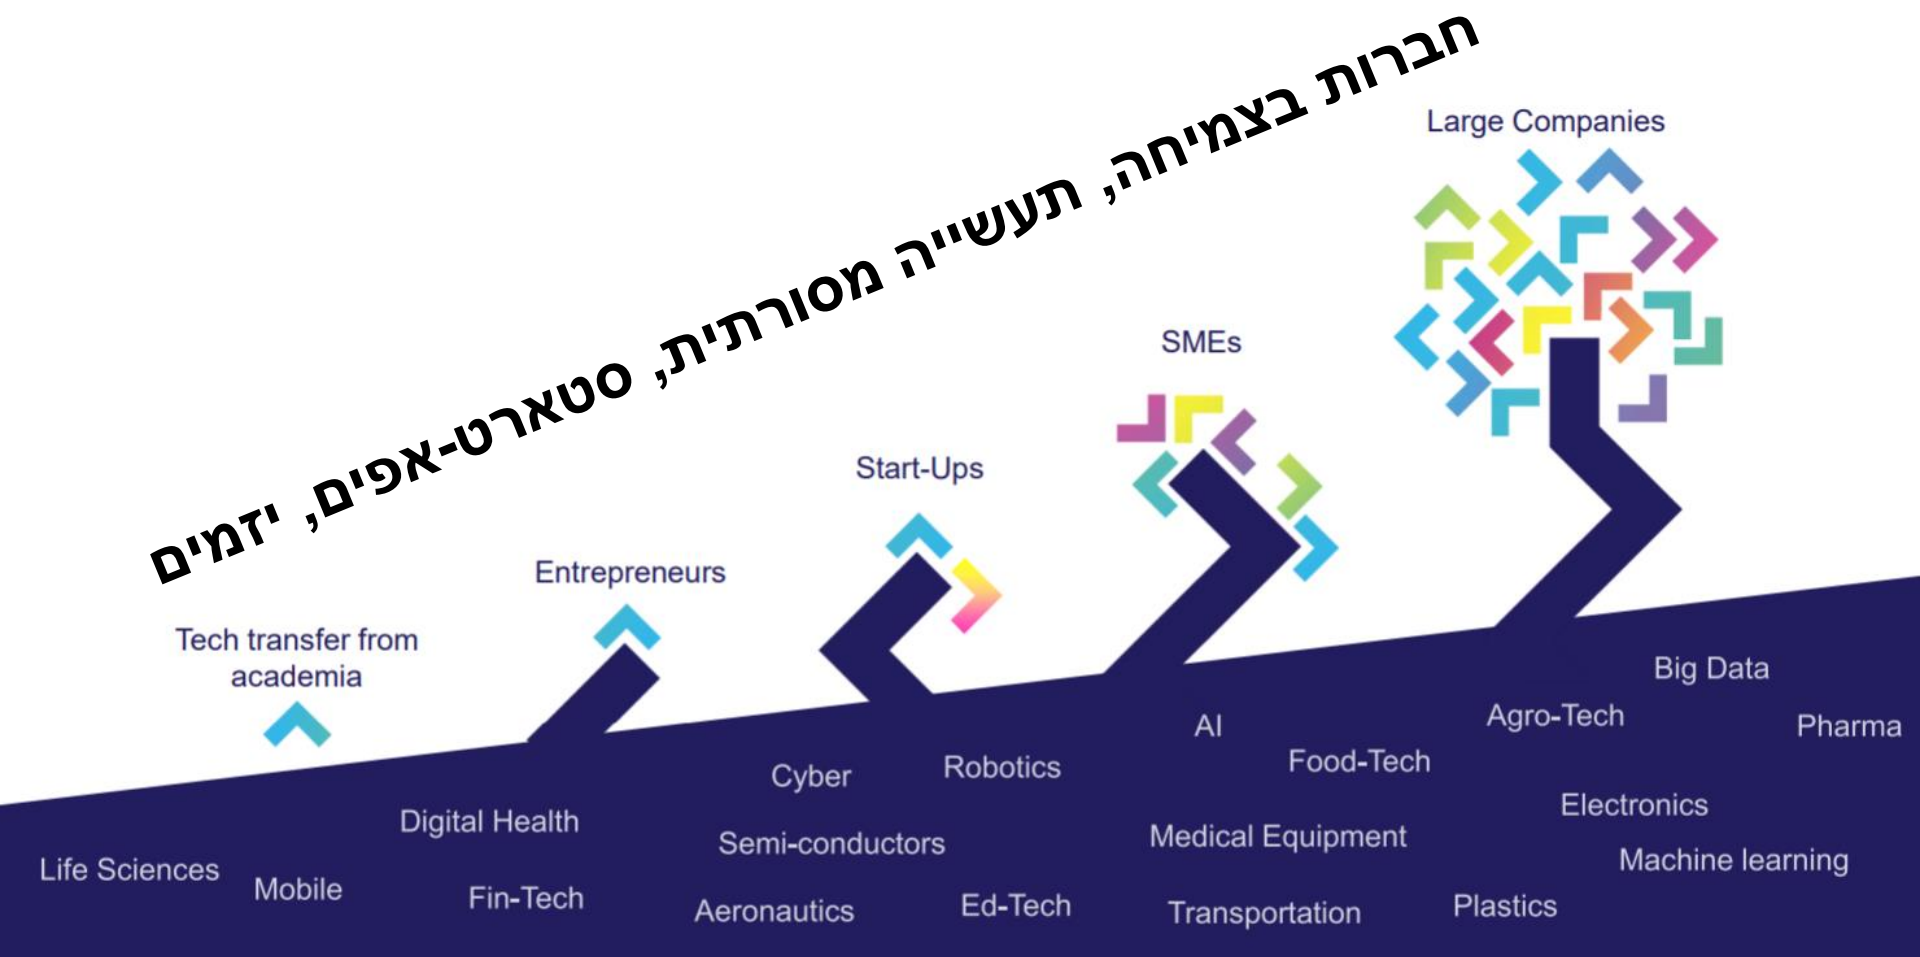 חברות בצמיחה, תעשייה מסורתית, סטארט-אפים, יזמים
Large Companies
SMEs
Start-Ups
Entrepreneurs
Tech transfer from
academia
Big Data
Agro-Tech
Pharma
AI
Food-Tech
Robotics
Cyber
Electronics
Digital Health
Semi-conductors
Medical Equipment
Machine learning
Life Sciences
Mobile
Fin-Tech
Aeronautics
Ed-Tech
Transportation
Plastics